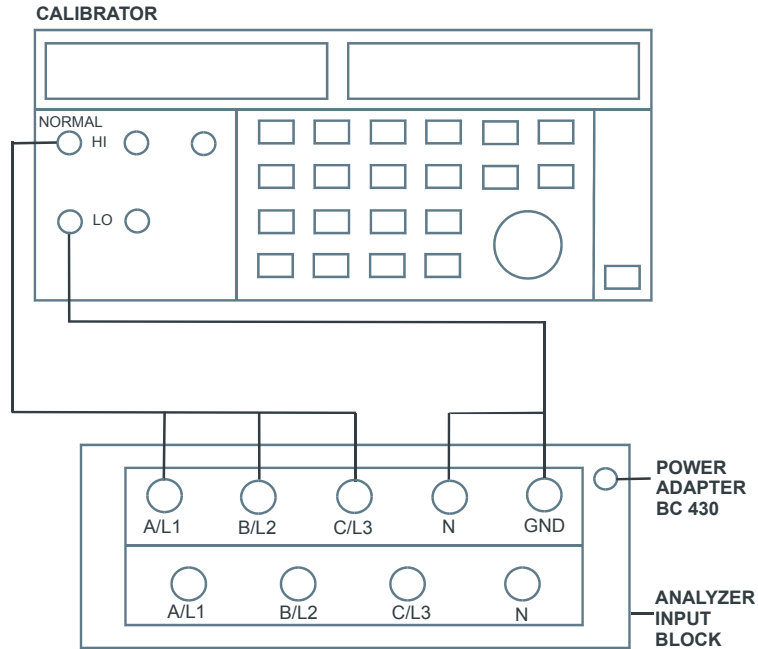 CALIBRATOR
NORMAL
HI
LO
A/L1
B/L2
C/L3
N
GND
POWER
ADAPTER
BC 430
A/L1
B/L2
C/L3
N
ANALYZER
INPUT
BLOCK